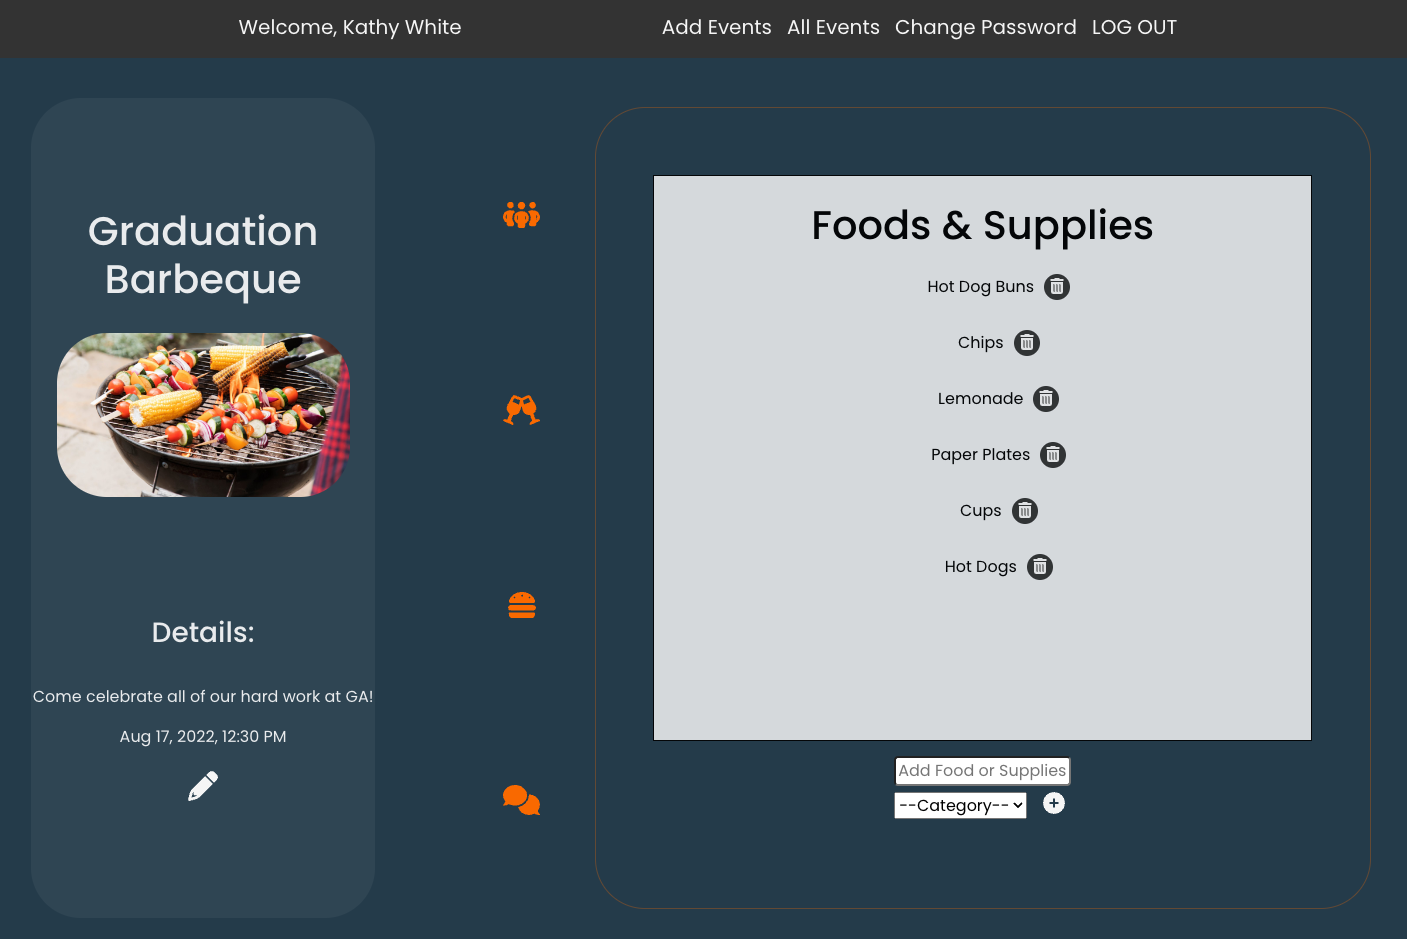 Welcome, Kathy White
Add Events All Events Change Password LOG OUT
Graduation
Barbeque
Details:
Come celebrate all of our hard work at GA!
Aug 17, 2022, 12:30 PM
Foods & Supplies
Hot Dog Buns
Chips
Lemonade
Paper Plates
Cups
Hot Dogs
Add Food or Supplies
--Category--